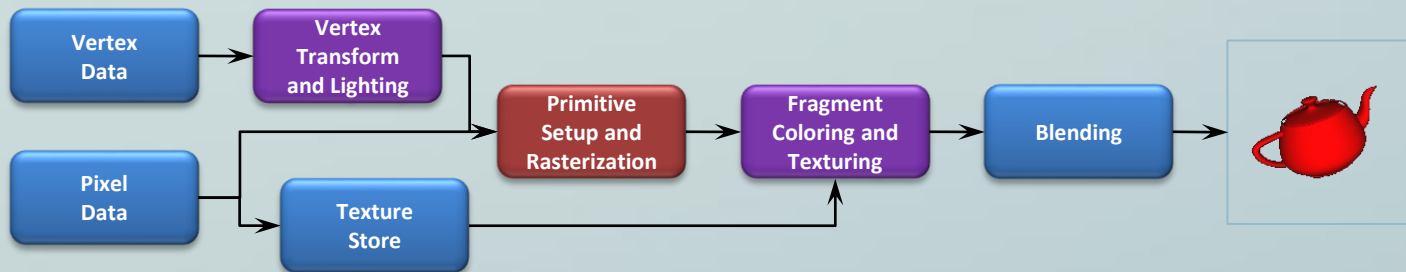 Vertex
Data
Vertex
Transform
and Lighting
Primitive
Setup and
Rasterization
Fragment
Coloring and
Texturing
Blending
Pixel
Data
Texture
Store